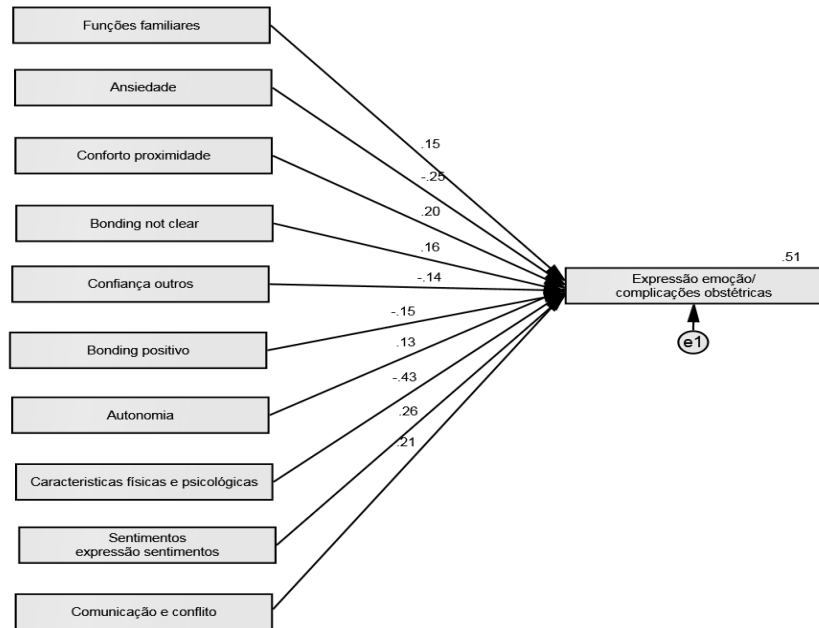 Funções familiares
Ansiedade
Conforto proximidade
Bonding not clear
Confiança outros
Bonding positivo
Autonomia
Caracteristicas físicas e psicológicas
Sentimentos
expressão sentimentos
Comunicação e conflito
.15
-.25
.20
.16
-.14
-.15
.13
-.43
.26
.21
.51
Expressão emoção/
complicações obstétricas
e1